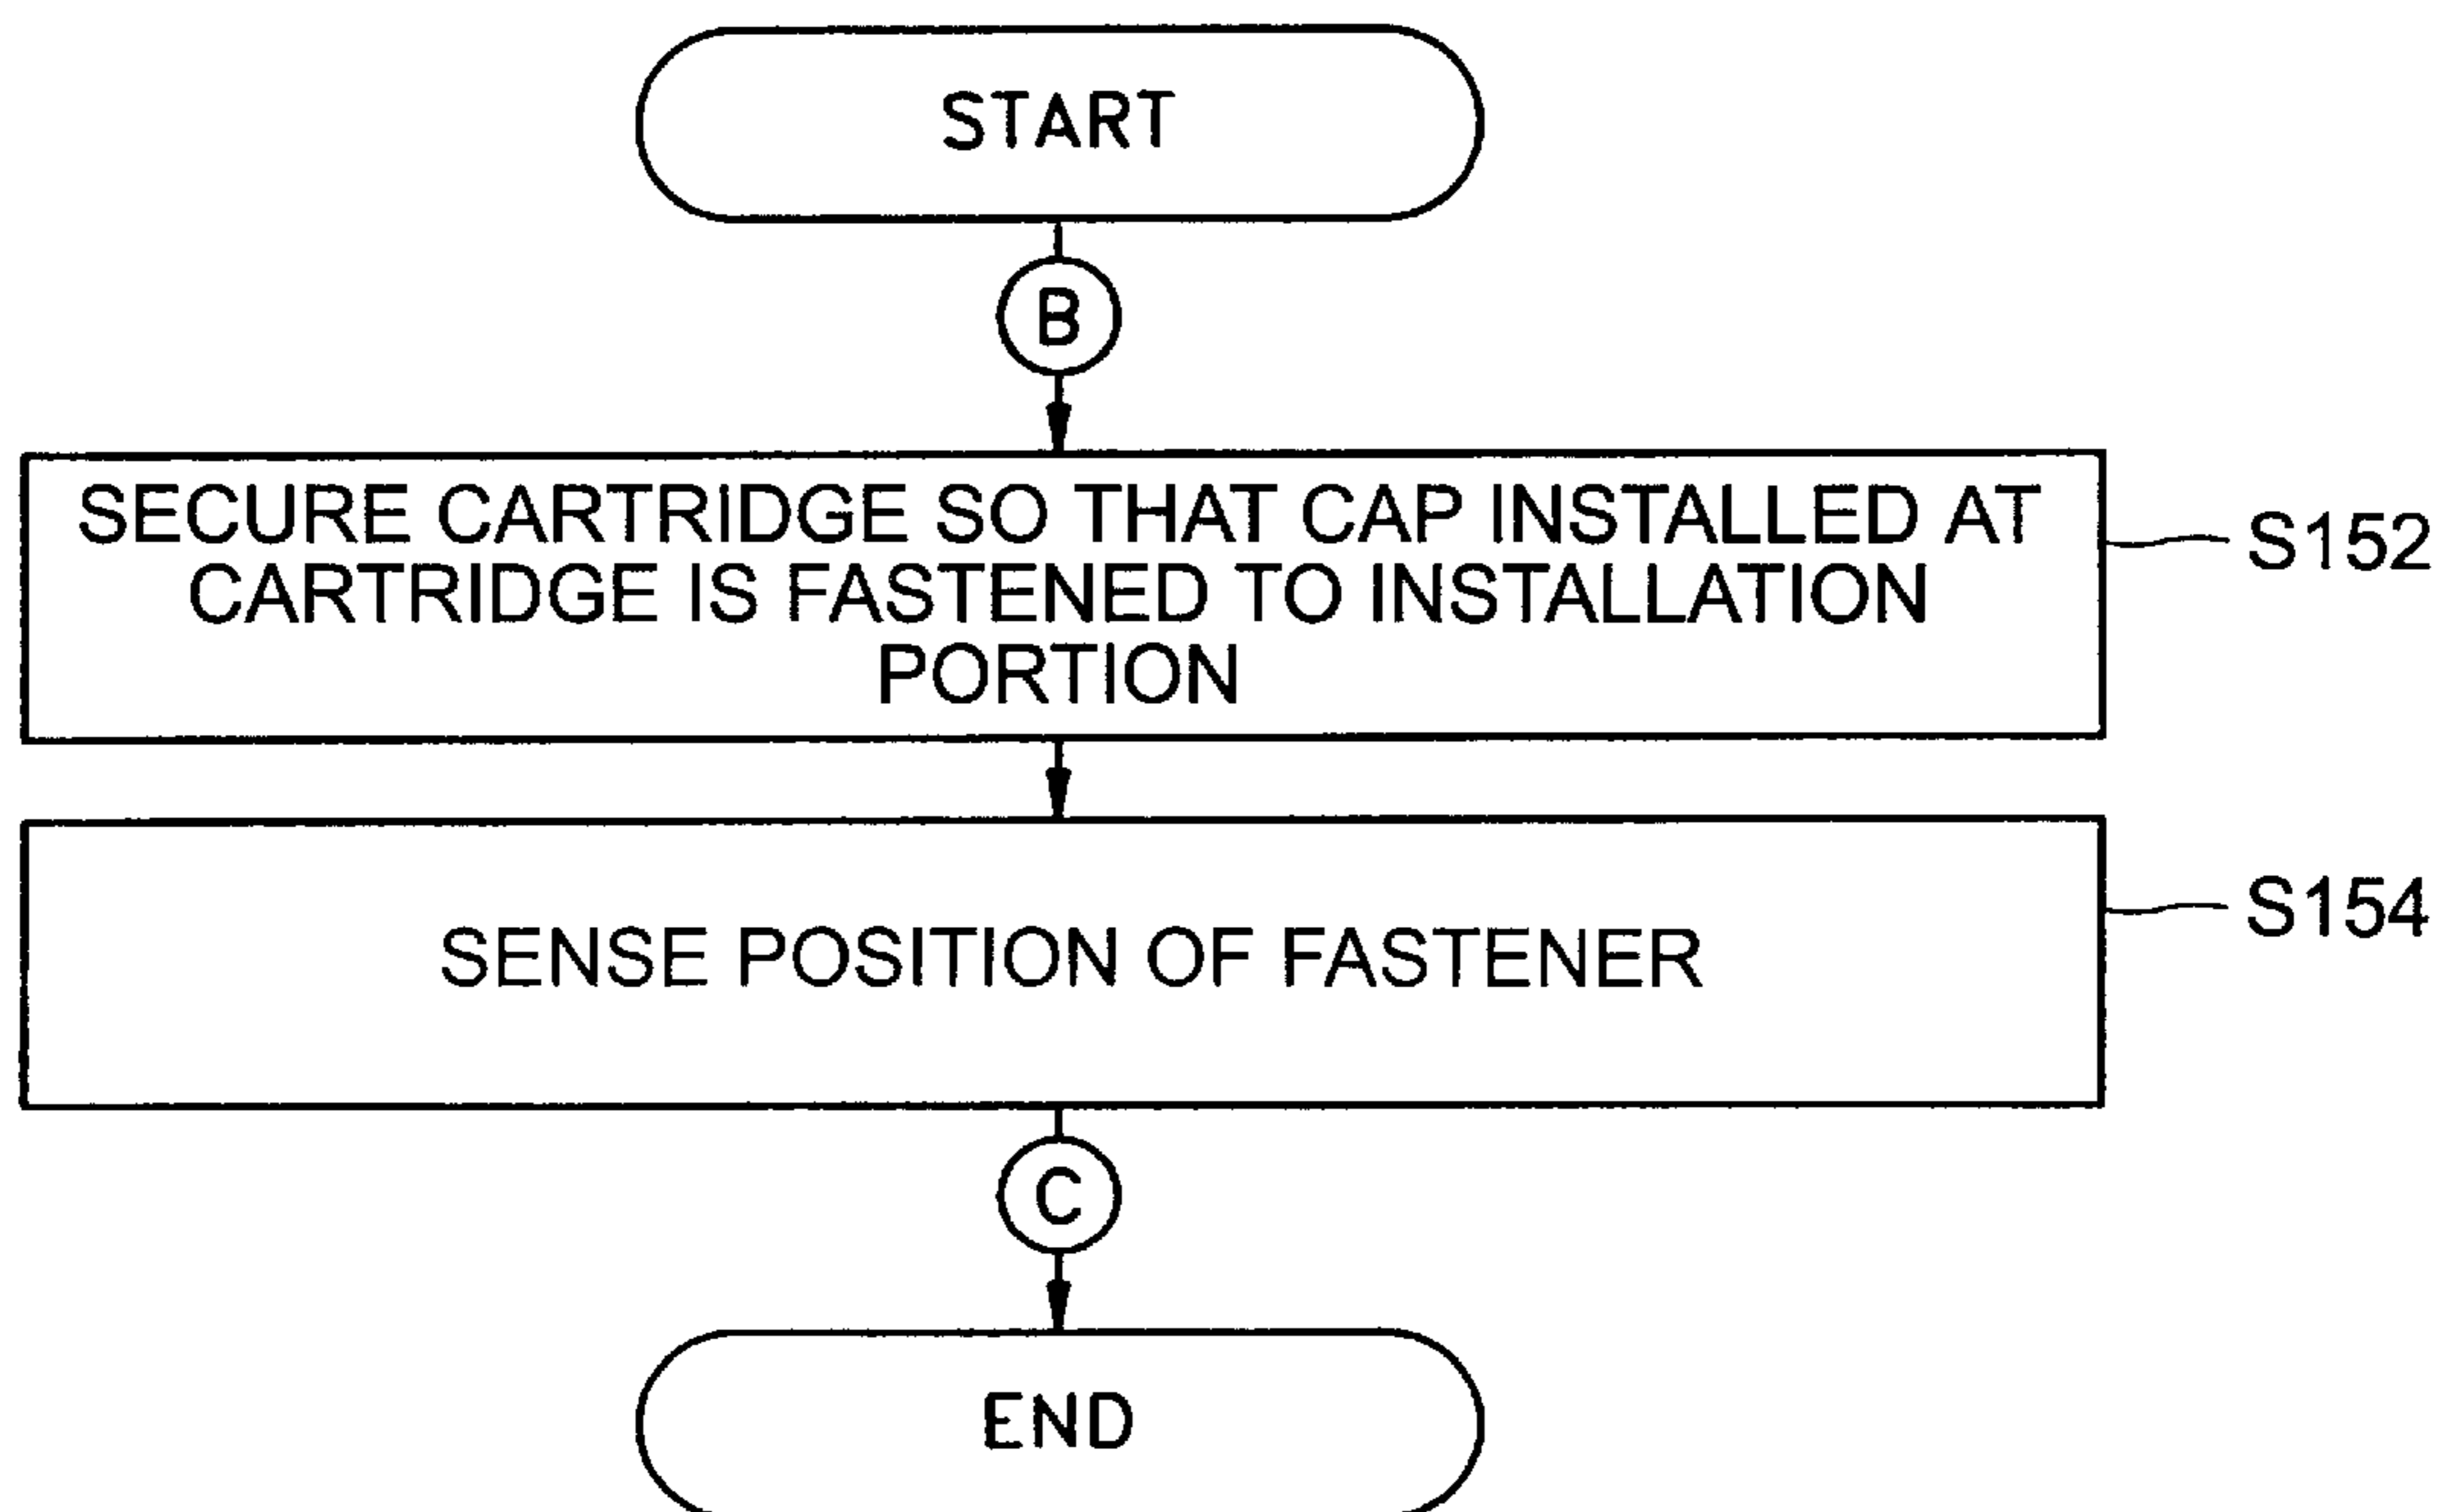 START
B
SECURE CARTRIDGE SO THAT CAP INSTALLED AT
CARTRIDGE IS FASTENED TO INSTALLATION
PORTION
S152
SENSE POSITION OF FASTENER
S154
C
END